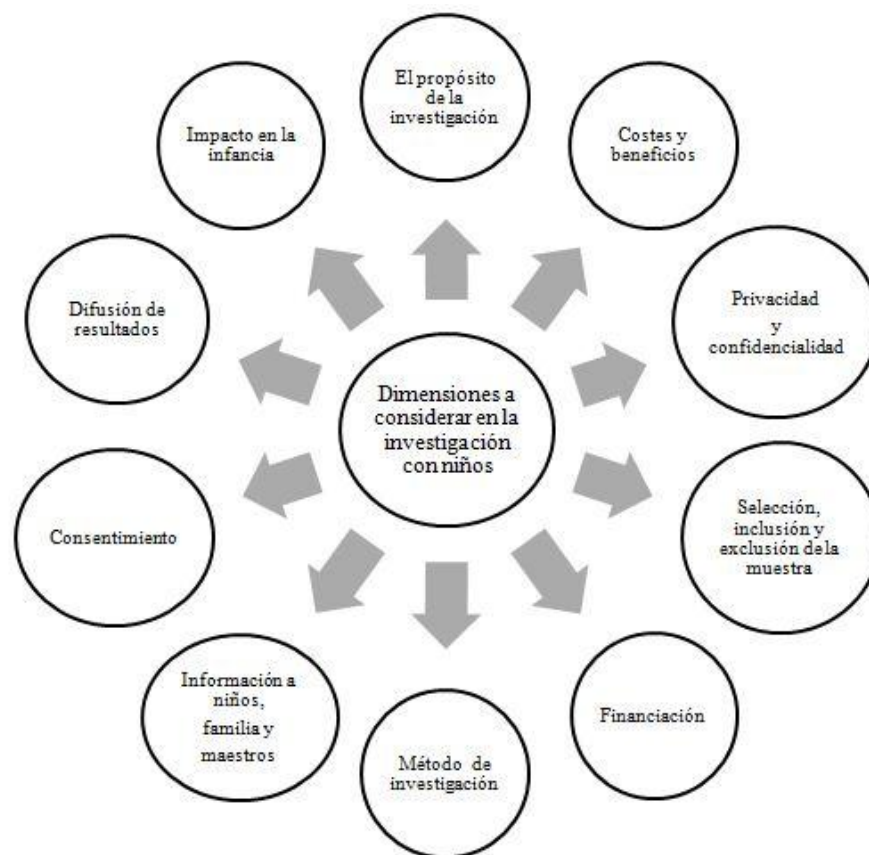 Dimensiones a
considerar en la
investigación
con niños
El propósito
de la
investigación
Costes y
beneficios
Privacidad
y
confidencialidad
Selección,
inclusión y
exclusión de la
muestra
Financiación
Método de
investigación
Información a
niños,
familia y
maestros
Consentimiento
Difusión de
resultados
Impacto en la
infancia